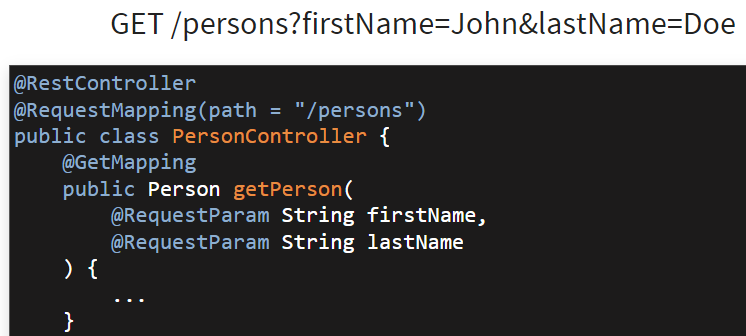 GET /persons?firstName=John&lastName=Doe
@RestController
@RequestMapping(path = "/persons")
public class PersonController {
    @GetMapping
    public Person getPerson(
        @RequestParam String firstName,
        @RequestParam String lastName
    ) {
        ...
    }